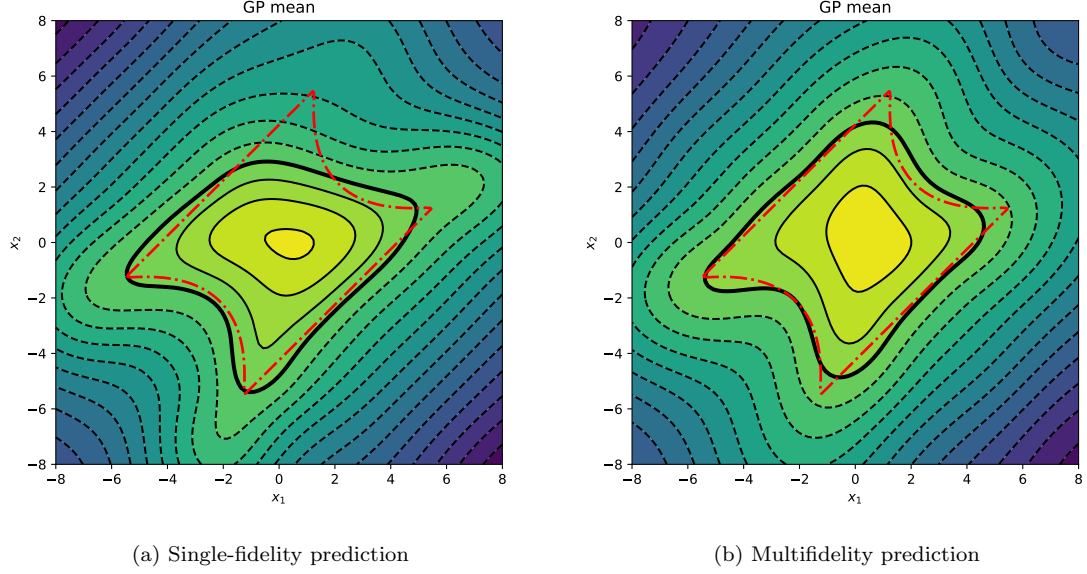 GP mean
8
6
4
2
0
−2
−4
−6
−8
x₂
−8 −6 −4 −2 0 2 4 6 8
x₁
(a) Single-fidelity prediction
GP mean
8
6
4
2
0
−2
−4
−6
−8
x₂
−8 −6 −4 −2 0 2 4 6 8
x₁
(b) Multifidelity prediction